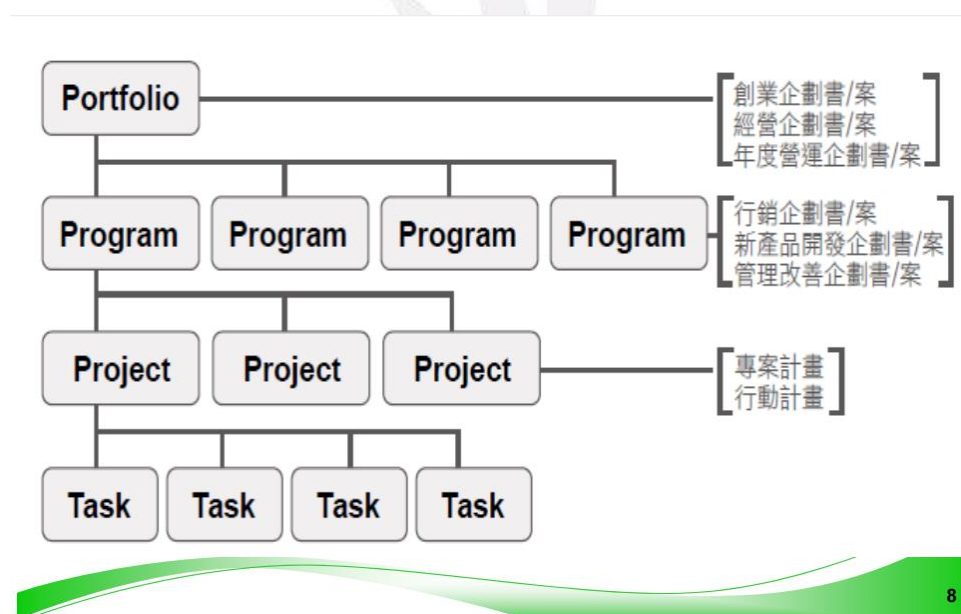 Portfolio
創業企劃書/案
經營企劃書/案
年度營運企劃書/案
Program
Program
Program
Program
行銷企劃書/案
新產品開發企劃書/案
管理改善企劃書/案
Project
Project
Project
專案計畫
行動計畫
Task
Task
Task
Task
8